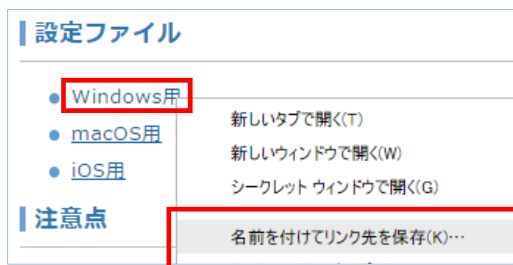 設定ファイル
Windows用
macOS用
iOS用
注意点
新しいタブで開く(T)
新しいウィンドウで開く(W)
シークレット ウィンドウで開く(G)
名前を付けてリンク先を保存(K)…